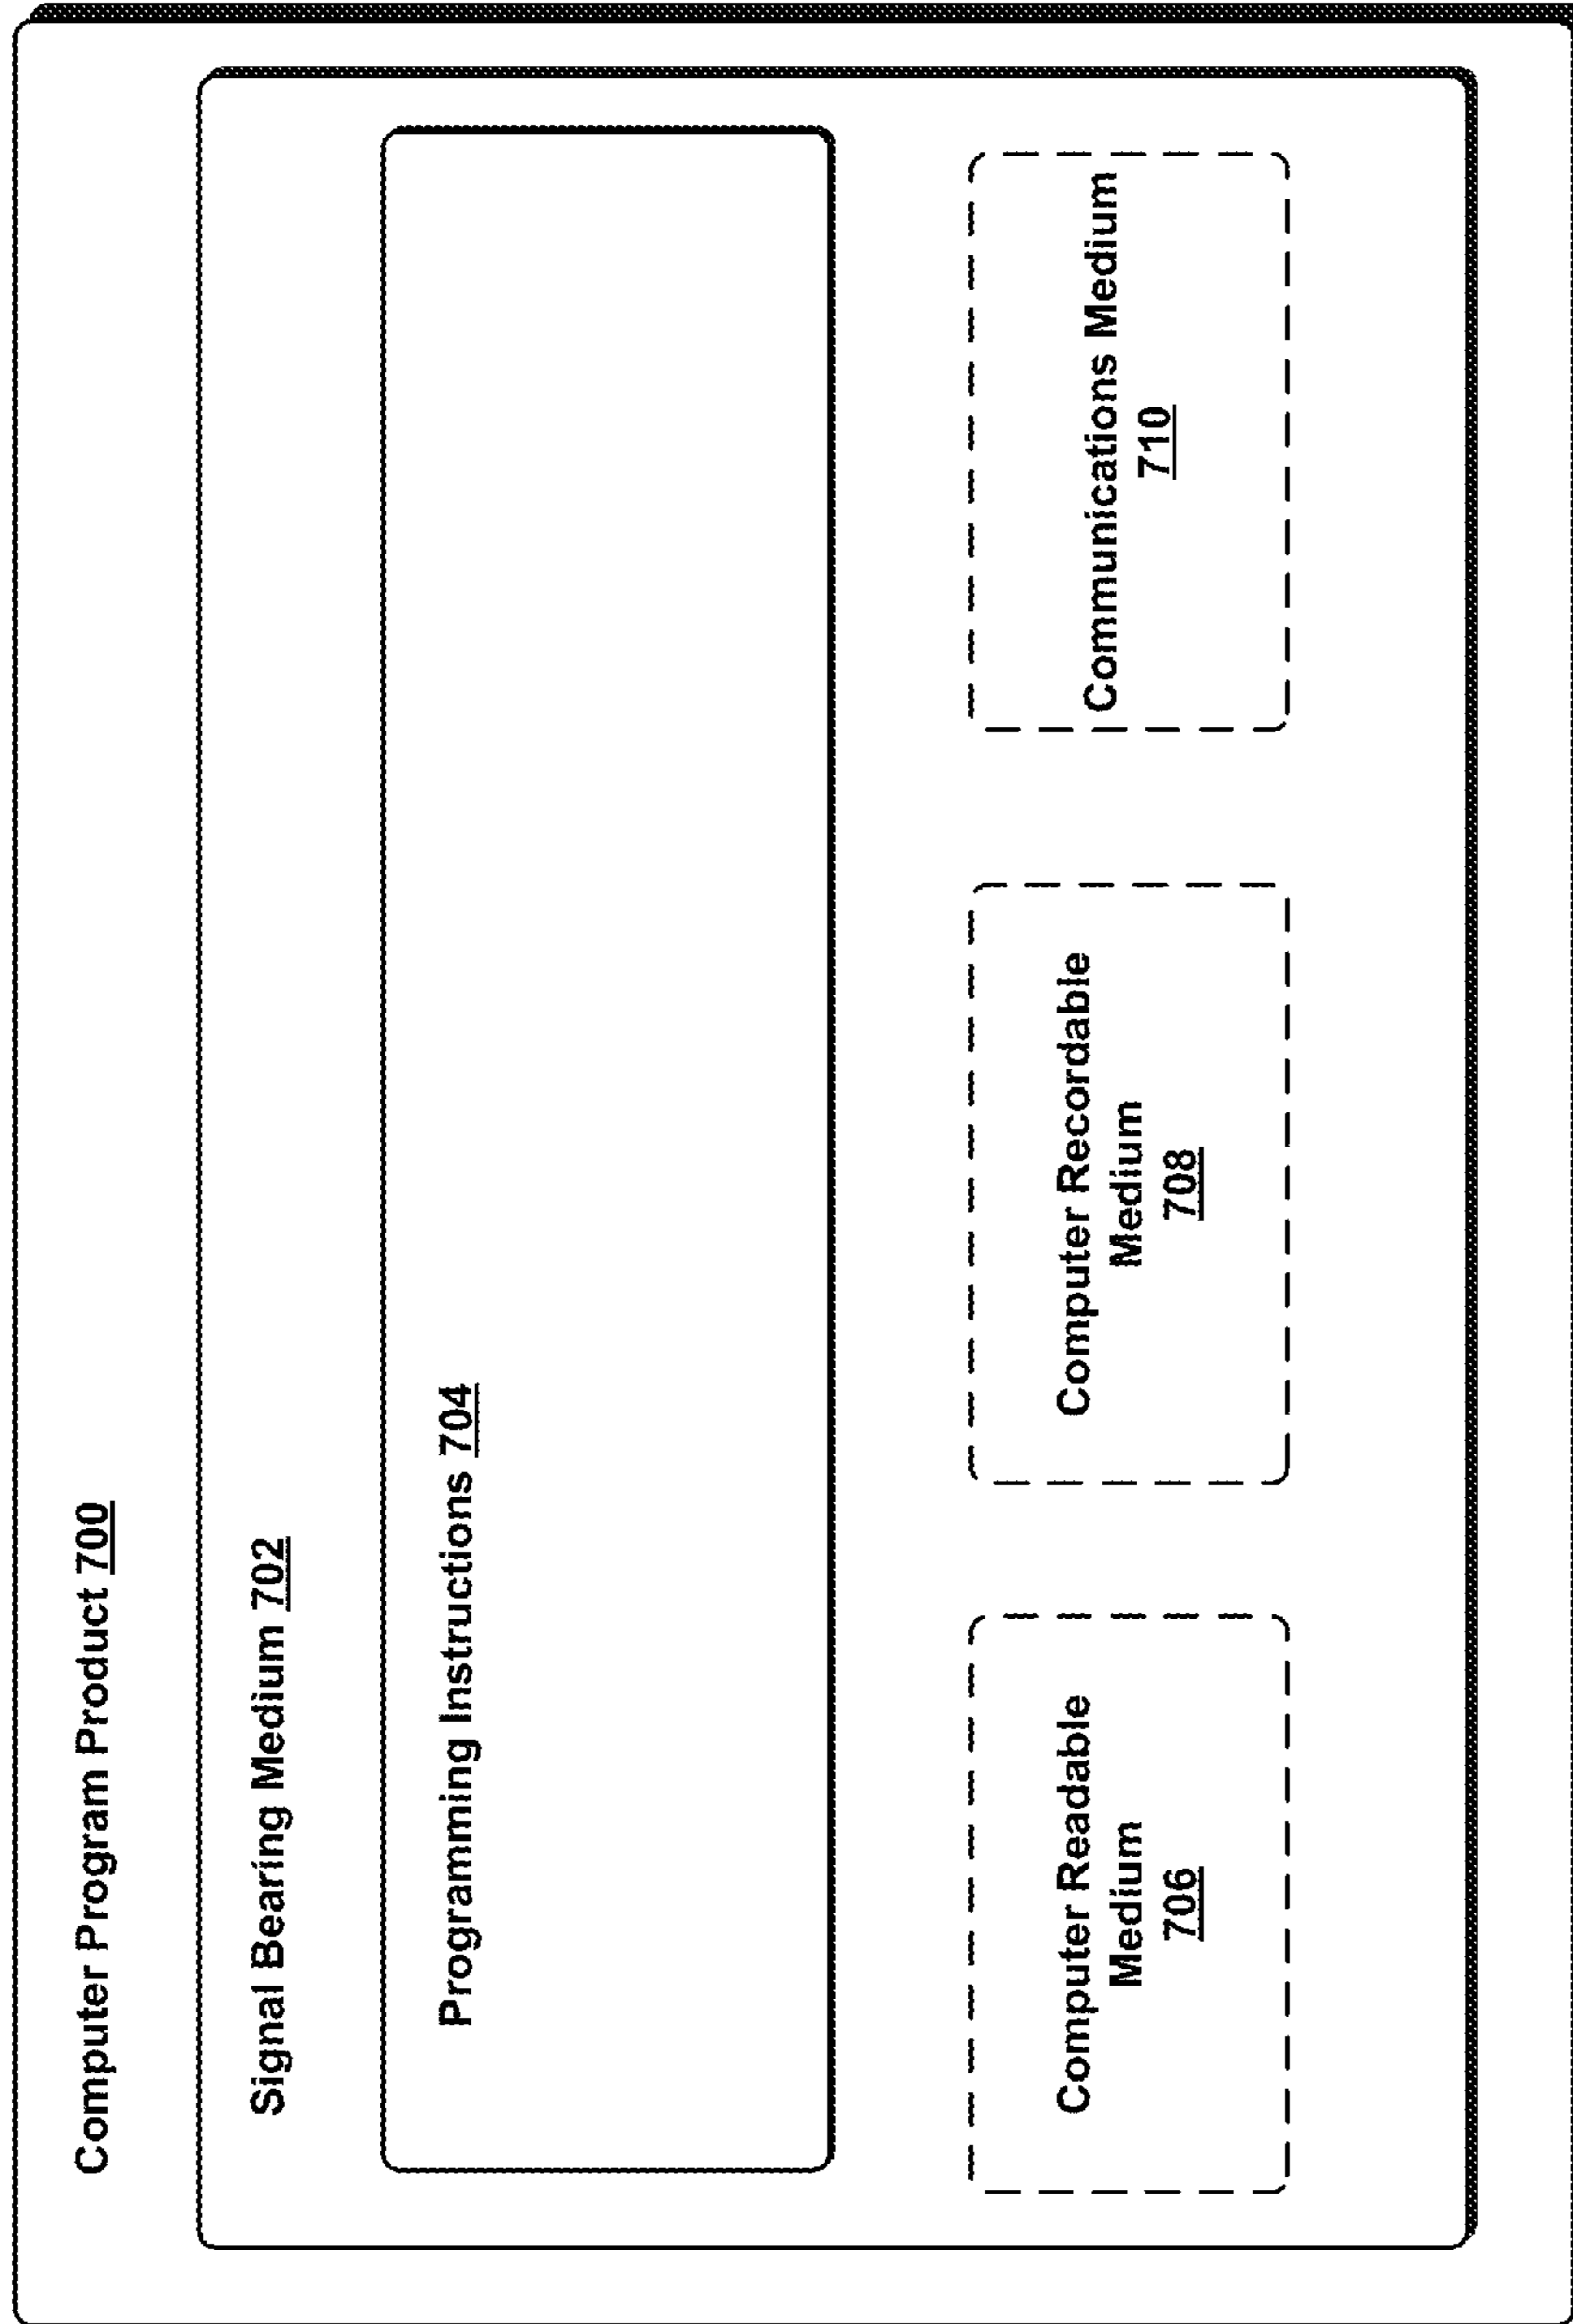 Computer Program Product 700
Signal Bearing Medium 702
Programming Instructions 704
Computer Readable
Medium
706
Computer Recordable
Medium
708
Communications Medium
710